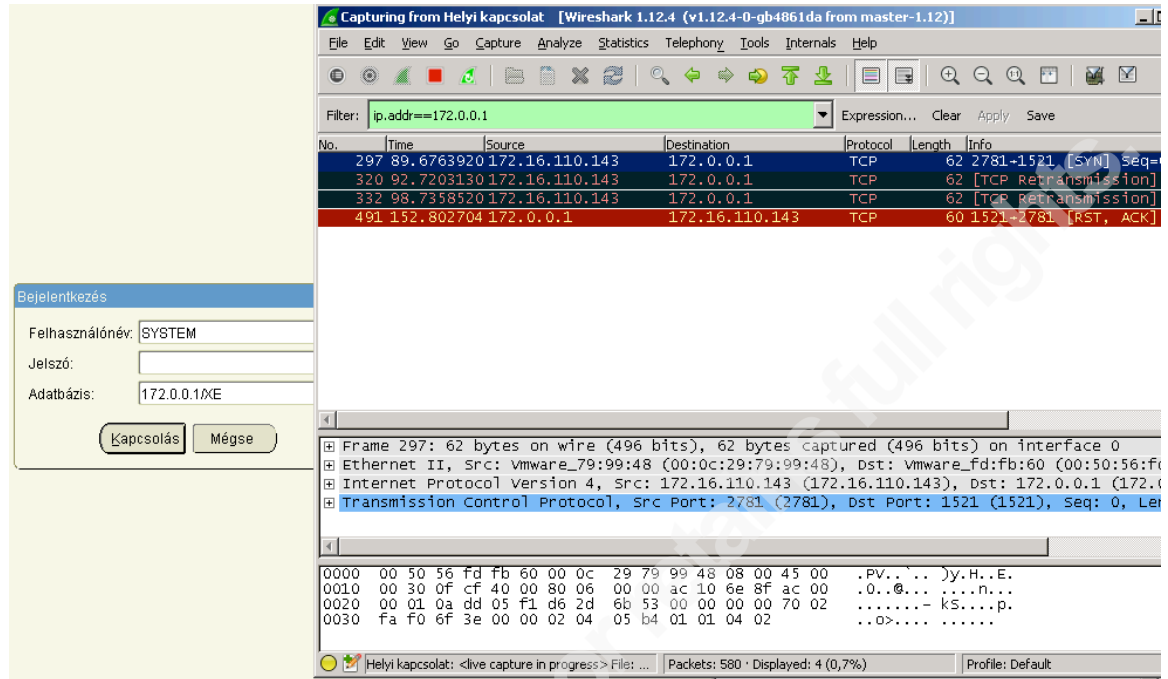 Capturing from Helyi kapcsolat [Wireshark 1.12.4 (v1.12.4-0-gb4861da from master-1.12)]
File Edit View Go Capture Analyze Statistics Telephony Tools Internals Help
Filter: ip.addr==172.0.0.1 Expression... Clear Apply Save
No. Time Source Destination Protocol Length Info
297 89.6763920 172.16.110.143 172.0.0.1 TCP 62 2781→1521 [SYN] Seq=
320 92.7203130 172.16.110.143 172.0.0.1 TCP 62 [TCP Retransmission]
332 98.7358520 172.16.110.143 172.0.0.1 TCP 62 [TCP Retransmission]
491 152.802704 172.0.0.1 172.16.110.143 TCP 60 1521→2781 [RST, ACK]
Bejelentkezés
Felhasználónév: SYSTEM
Jelszó:
Adatbázis: 172.0.0.1/XE
Kapcsolás Mégse
Frame 297: 62 bytes on wire (496 bits), 62 bytes captured (496 bits) on interface 0
Ethernet II, Src: Vmware_79:99:48 (00:0c:29:79:99:48), Dst: Vmware_fd:fb:60 (00:50:56:fd
Internet Protocol Version 4, Src: 172.16.110.143 (172.16.110.143), Dst: 172.0.0.1 (172.0
Transmission Control Protocol, Src Port: 2781 (2781), Dst Port: 1521 (1521), Seq: 0, Len
0000 00 50 56 fd fb 60 00 0c 29 79 99 48 08 00 45 00 .PV..`.. )y.H..E.
0010 00 30 0f cf 40 00 80 06 00 00 ac 10 6e 8f ac 00 .0..@... ....n...
0020 00 01 0a dd 05 f1 d6 2d 6b 53 00 00 00 00 70 02 .......- kS....p.
0030 fa f0 6f 3e 00 00 02 04 05 b4 01 01 04 02 ..o>.... ......
Helyi kapcsolat: <live capture in progress> File: ... Packets: 580 · Displayed: 4 (0,7%) Profile: Default
full rights.